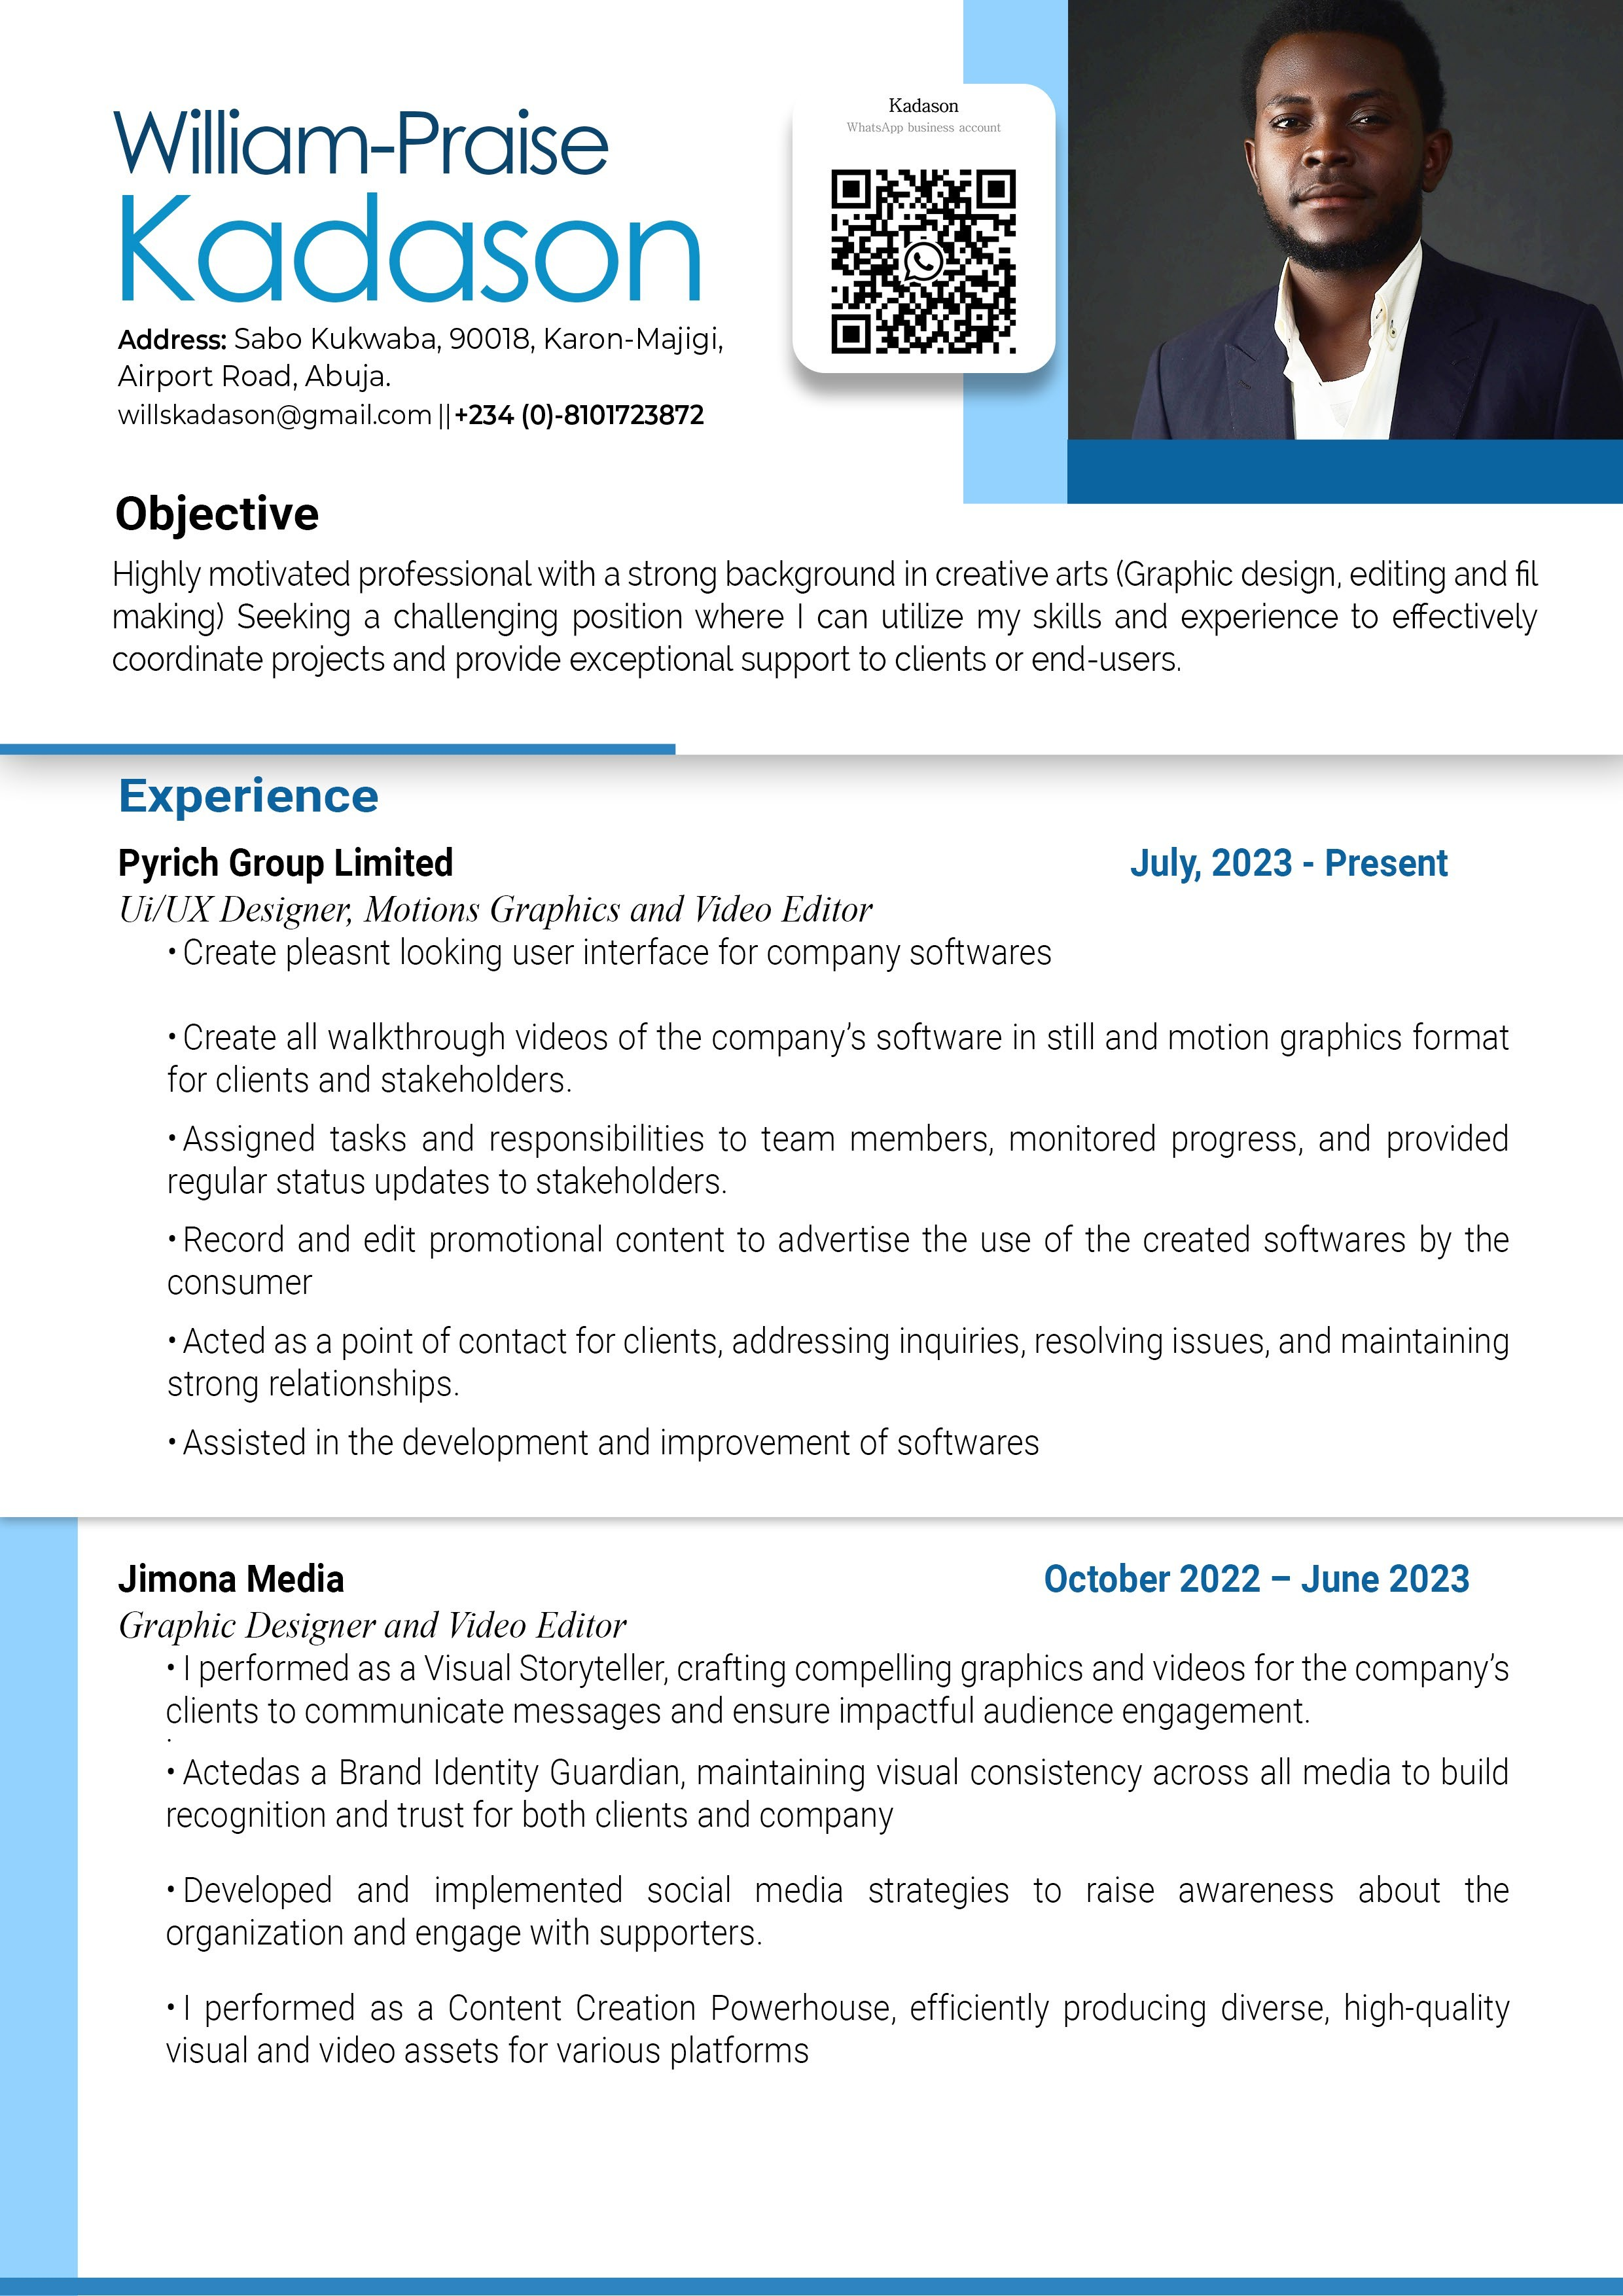 William-Praise
Kadason
Address: Sabo Kukwaba, 90018, Karon-Majigi,
Airport Road, Abuja.
willskadason@gmail.com ||+234 (0)-8101723872
Kadason
WhatsApp business account
Objective
Highly motivated professional with a strong background in creative arts (Graphic design, editing and fil
making) Seeking a challenging position where I can utilize my skills and experience to effectively
coordinate projects and provide exceptional support to clients or end-users.
Experience
Pyrich Group Limited July, 2023 - Present
Ui/UX Designer, Motions Graphics and Video Editor
• Create pleasnt looking user interface for company softwares
• Create all walkthrough videos of the company’s software in still and motion graphics format
for clients and stakeholders.
• Assigned tasks and responsibilities to team members, monitored progress, and provided
regular status updates to stakeholders.
• Record and edit promotional content to advertise the use of the created softwares by the
consumer
• Acted as a point of contact for clients, addressing inquiries, resolving issues, and maintaining
strong relationships.
• Assisted in the development and improvement of softwares
Jimona Media October 2022 – June 2023
Graphic Designer and Video Editor
• I performed as a Visual Storyteller, crafting compelling graphics and videos for the company’s
clients to communicate messages and ensure impactful audience engagement.
•
• Actedas a Brand Identity Guardian, maintaining visual consistency across all media to build
recognition and trust for both clients and company
• Developed and implemented social media strategies to raise awareness about the
organization and engage with supporters.
• I performed as a Content Creation Powerhouse, efficiently producing diverse, high-quality
visual and video assets for various platforms